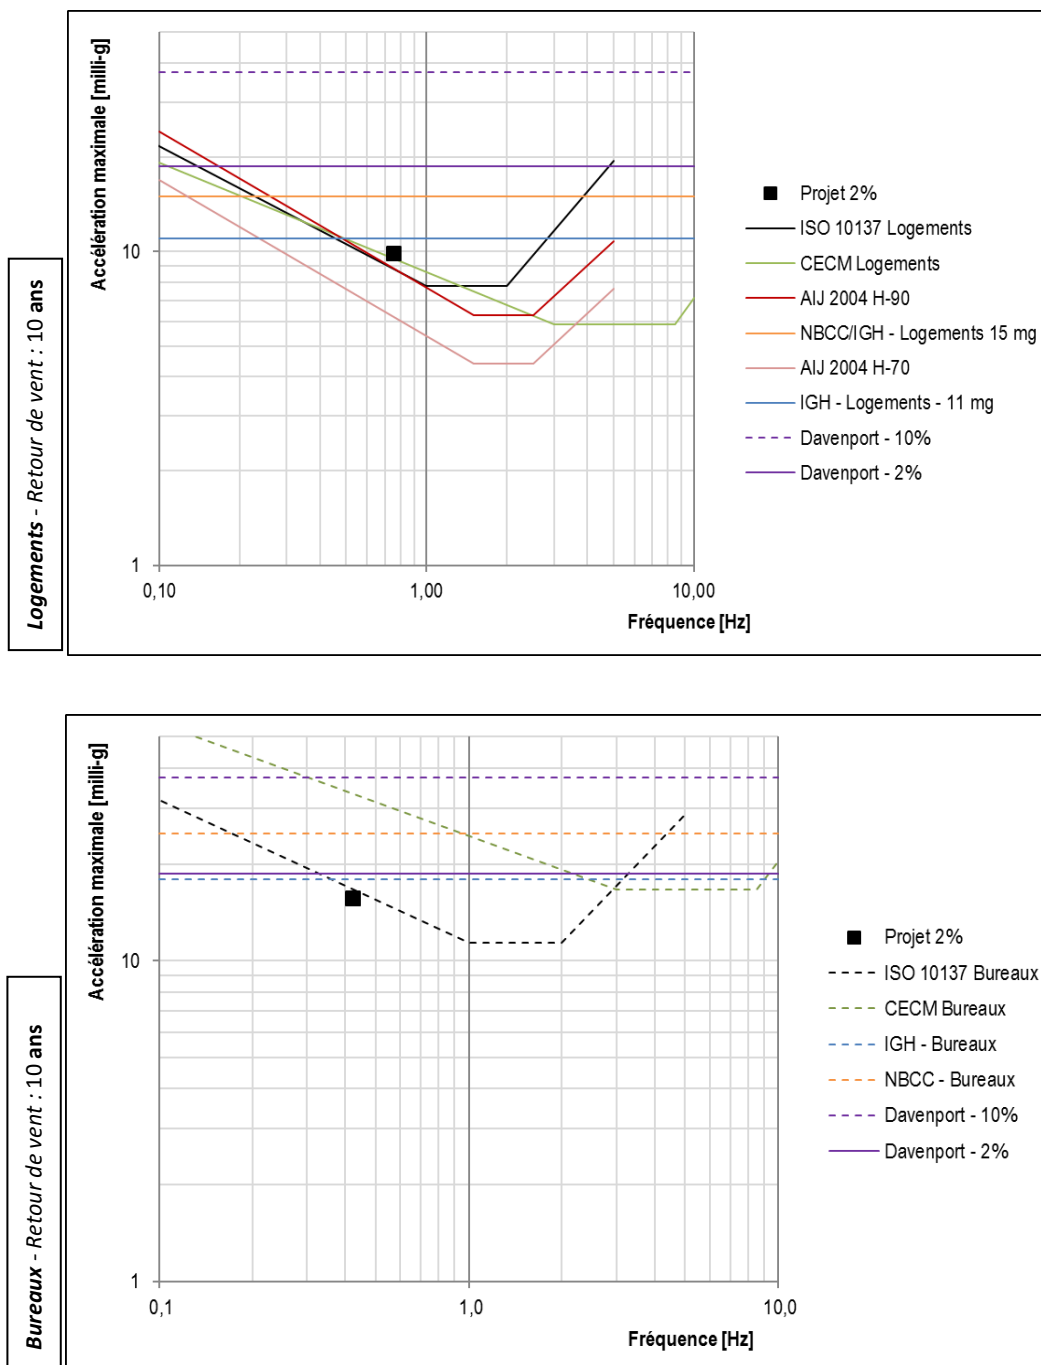 Logements - Retour de vent : 10 ans
Accélération maximale [milli-g]
10
1
0,10
1,00
10,00
Fréquence [Hz]
Projet 2%
ISO 10137 Logements
CECM Logements
AIJ 2004 H-90
NBCC/IGH - Logements 15 mg
AIJ 2004 H-70
IGH - Logements - 11 mg
Davenport - 10%
Davenport - 2%
Bureaux - Retour de vent : 10 ans
Accélération maximale [milli-g]
10
1
0,1
1,0
10,0
Fréquence [Hz]
Projet 2%
ISO 10137 Bureaux
CECM Bureaux
IGH - Bureaux
NBCC - Bureaux
Davenport - 10%
Davenport - 2%